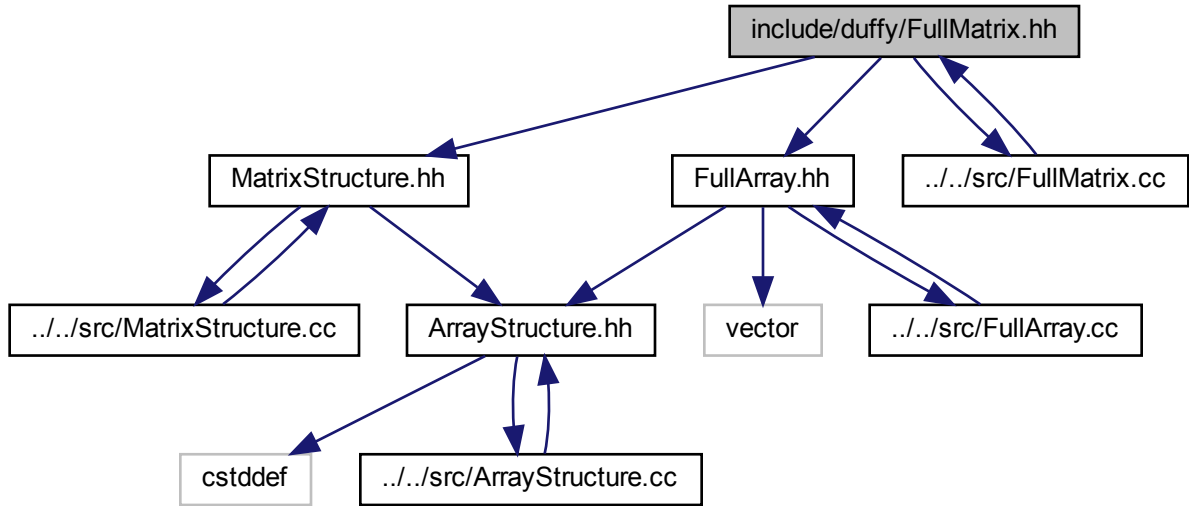 include/duffy/FullMatrix.hh
MatrixStructure.hh
FullArray.hh
../../src/FullMatrix.cc
../../src/MatrixStructure.cc
ArrayStructure.hh
vector
../../src/FullArray.cc
cstddef
../../src/ArrayStructure.cc